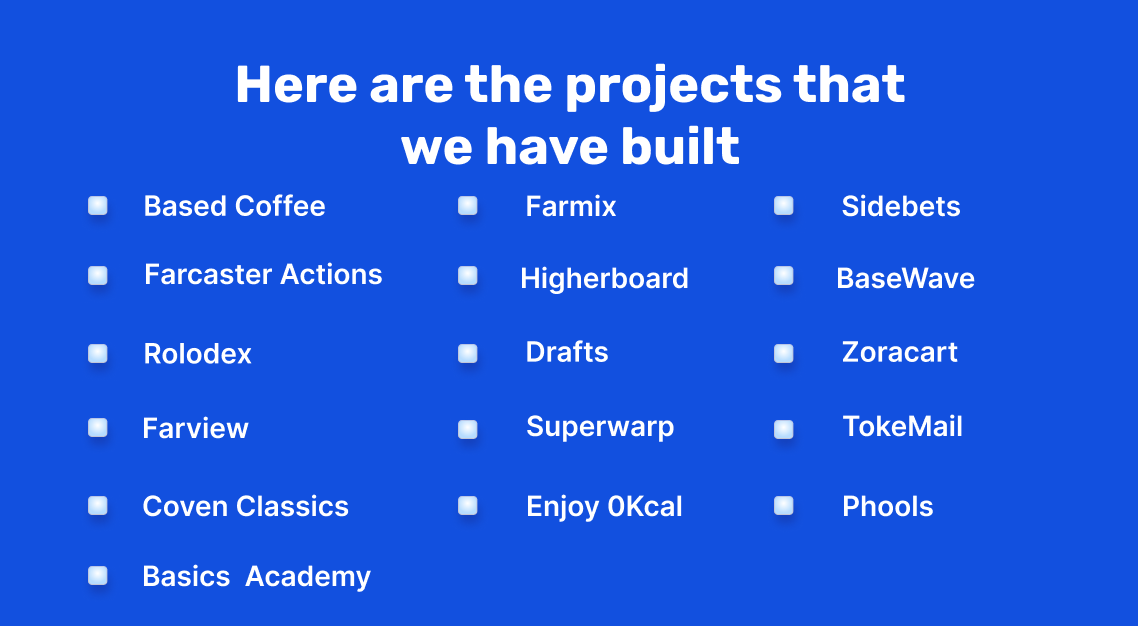 Here are the projects that
we have built
Based Coffee
Farmix
Sidebets
Farcaster Actions
Higherboard
BaseWave
Rolodex
Drafts
Zoracart
Farview
Superwarp
TokeMail
Coven Classics
Enjoy 0Kcal
Phools
Basics  Academy